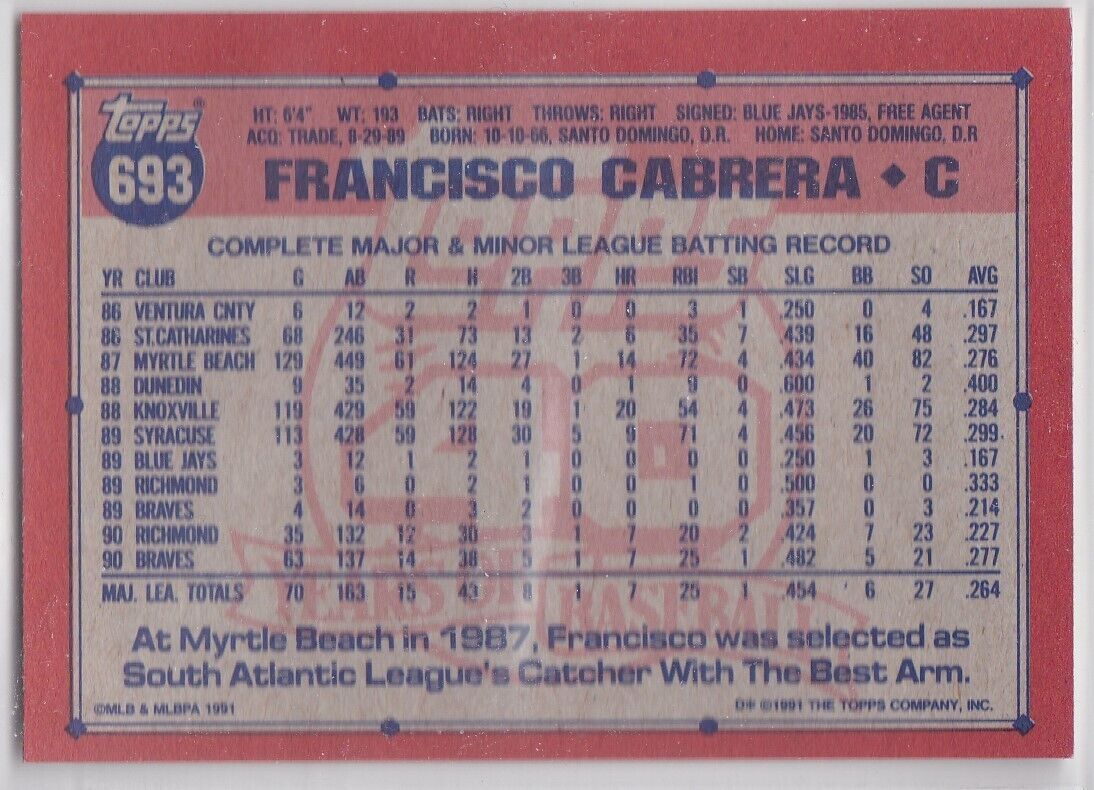 Topps®
693
HT: 6'4" WT: 193 BATS: RIGHT THROWS: RIGHT SIGNED: BLUE JAYS-1985, FREE AGENT
ACQ: TRADE, 8-29-89 BORN: 10-10-66, SANTO DOMINGO, D.R. HOME: SANTO DOMINGO, D.R
FRANCISCO CABRERA ♦ C
COMPLETE MAJOR & MINOR LEAGUE BATTING RECORD
YR CLUB G AB R H 2B 3B HR RBI SB SLG BB SO AVG
86 VENTURA CNTY 6 12 2 2 1 0 0 3 1 .250 0 4 .167
86 ST.CATHARINES 68 246 31 73 13 2 6 35 7 .439 16 48 .297
87 MYRTLE BEACH 129 449 61 124 27 1 14 72 4 .434 40 82 .276
88 DUNEDIN 9 35 2 14 4 0 1 9 0 .600 1 2 .400
88 KNOXVILLE 119 429 59 122 19 1 20 54 4 .473 26 75 .284
89 SYRACUSE 113 428 59 128 30 5 9 71 4 .456 20 72 .299
89 BLUE JAYS 3 12 1 2 1 0 0 0 0 .250 1 3 .167
89 RICHMOND 3 6 0 2 1 0 0 1 0 .500 0 0 .333
89 BRAVES 4 14 0 3 2 0 0 0 0 .357 0 3 .214
90 RICHMOND 35 132 12 30 3 1 7 20 2 .424 7 23 .227
90 BRAVES 63 137 14 38 5 1 7 25 1 .482 5 21 .277
MAJ. LEA. TOTALS 70 163 15 43 8 1 7 25 1 .454 6 27 .264
topps
40
YEARS OF BASEBALL
At Myrtle Beach in 1987, Francisco was selected as
South Atlantic League's Catcher With The Best Arm.
©MLB & MLBPA 1991 D* ©1991 THE TOPPS COMPANY, INC.